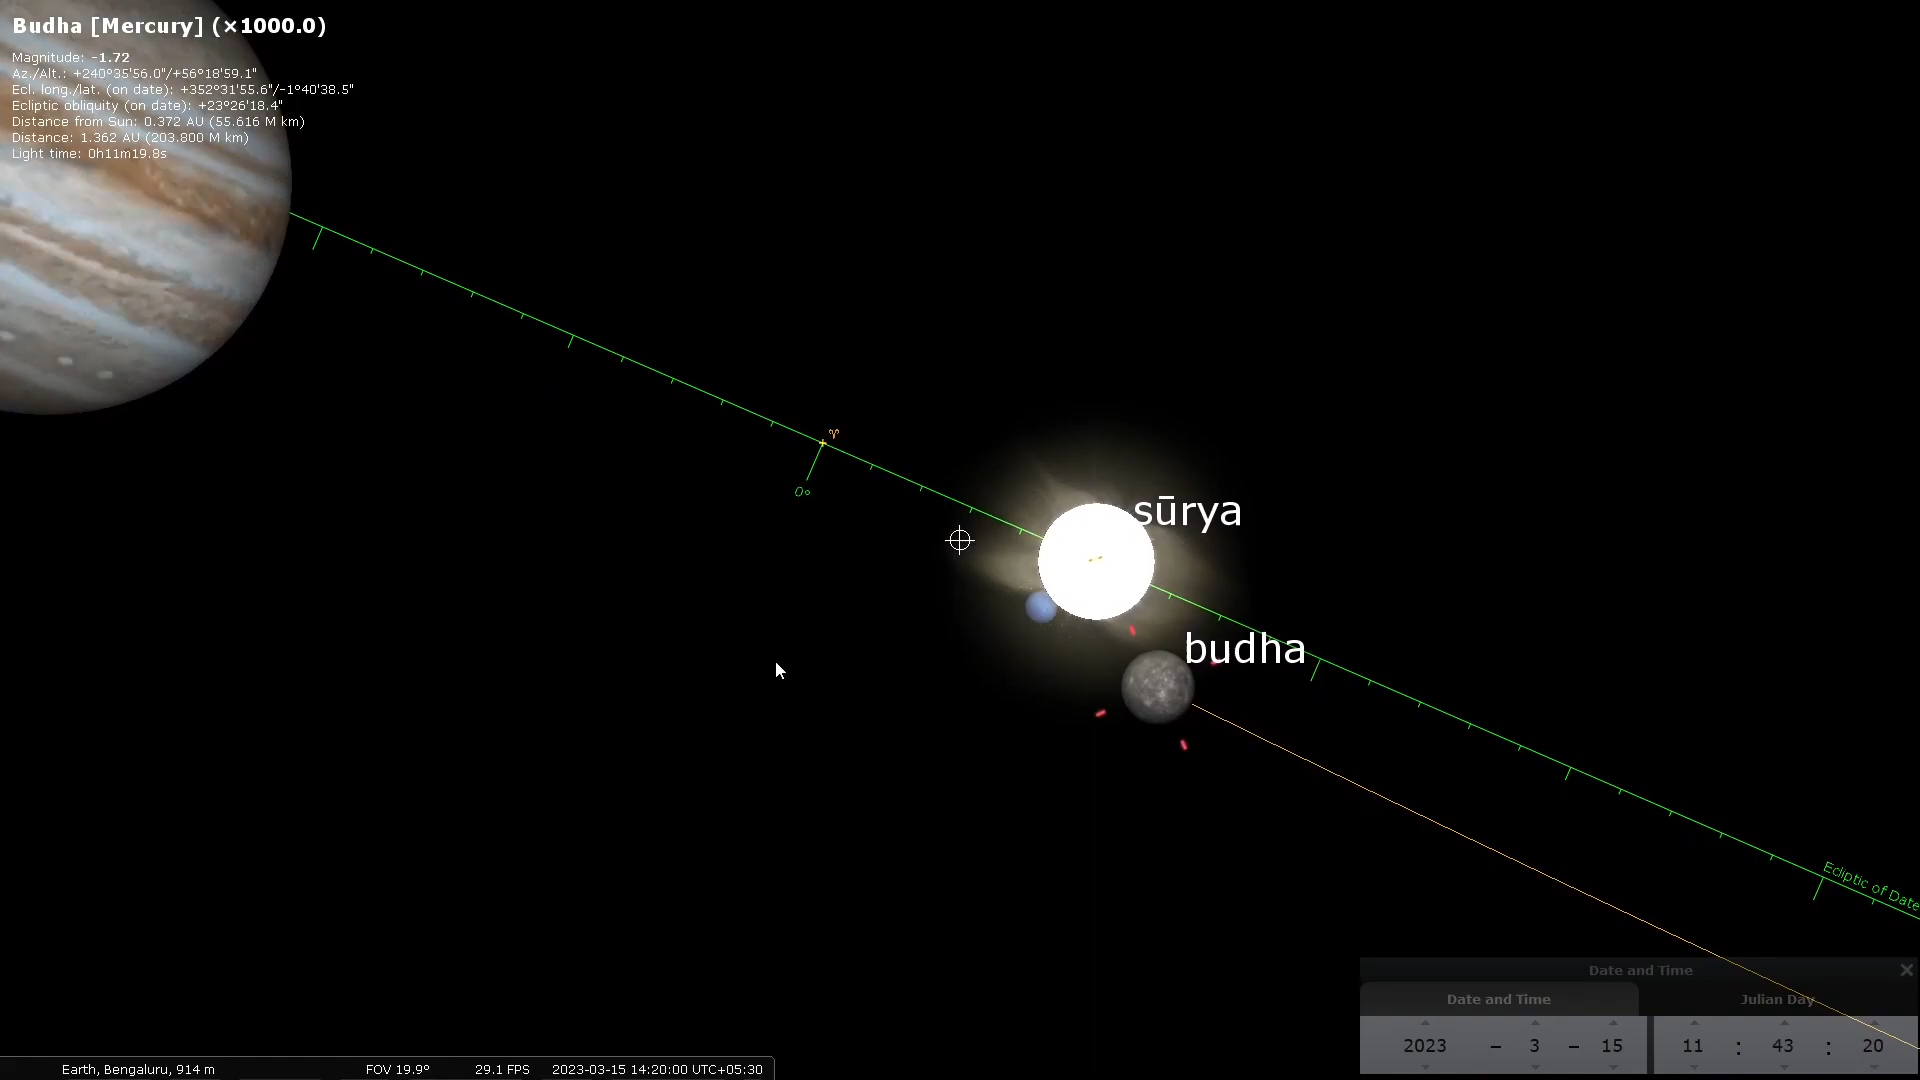 Budha [Mercury] (×1000.0)
Magnitude: -1.72
Az./Alt.: +240°35'56.0"/+56°18'59.1"
Ecl. long./lat. (on date): +352°31'55.6"/-1°40'38.5"
Ecliptic obliquity (on date): +23°26'18.4"
Distance from Sun: 0.372 AU (55.616 M km)
Distance: 1.362 AU (203.800 M km)
Light time: 0h11m19.8s
♈
0°
sūrya
budha
Ecliptic of Date
Date and Time
Date and Time Julian Day
2023 – 3 – 15 11 : 43 : 20
Earth, Bengaluru, 914 m FOV 19.9° 29.1 FPS 2023-03-15 14:20:00 UTC+05:30